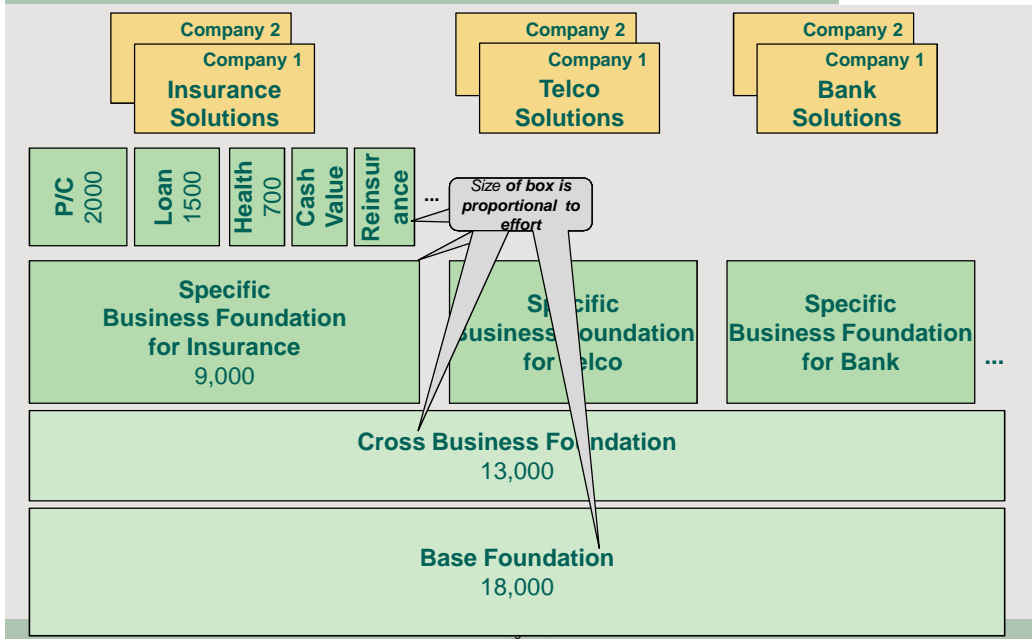 Company 2
Company 1
Insurance
Solutions
Company 2
Company 1
Telco
Solutions
Company 2
Company 1
Bank
Solutions
P/C
2000
Loan
1500
Health
700
Cash
Value
Reinsur
ance
...
Size of box is
proportional to
effort
Specific
Business Foundation
for Insurance
9,000
Specific
Business Foundation
for Telco
Specific
Business Foundation
for Bank
...
Cross Business Foundation
13,000
Base Foundation
18,000